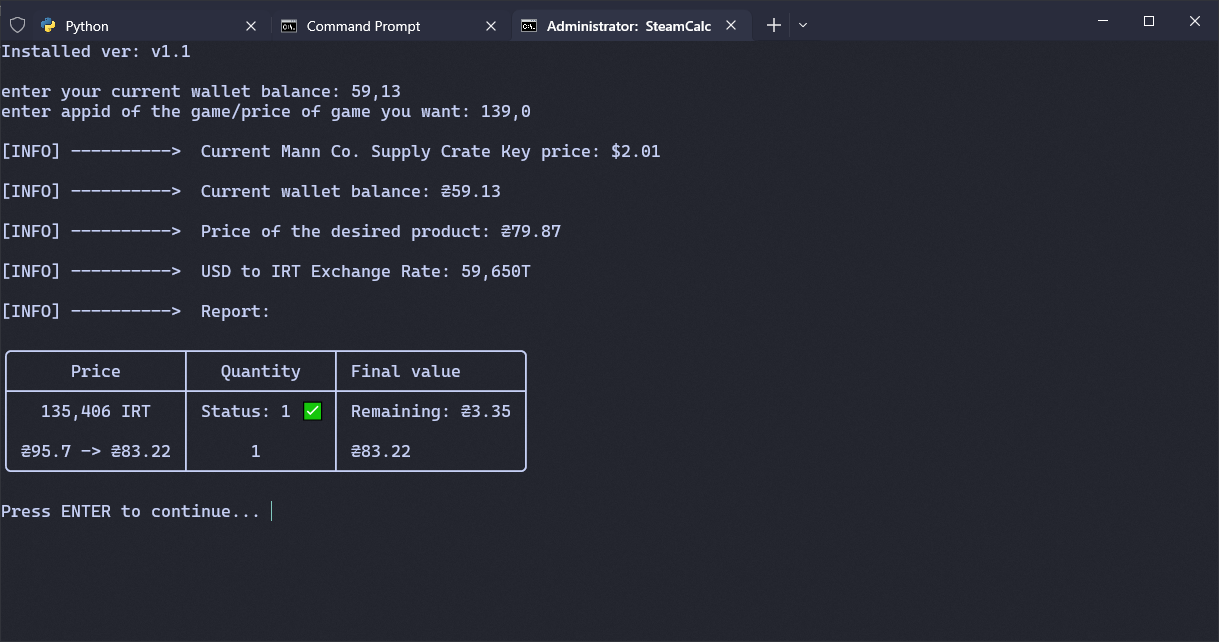 Python
Command Prompt
Administrator: SteamCalc
Installed ver: v1.1
enter your current wallet balance: 59,13
enter appid of the game/price of game you want: 139,0
[INFO] ----------> Current Mann Co. Supply Crate Key price: $2.01
[INFO] ----------> Current wallet balance: ₴59.13
[INFO] ----------> Price of the desired product: ₴79.87
[INFO] ----------> USD to IRT Exchange Rate: 59,650T
[INFO] ----------> Report:
Price Quantity Final value
135,406 IRT Status: 1 ✅ Remaining: ₴3.35
₴95.7 -> ₴83.22 1 ₴83.22
Press ENTER to continue...